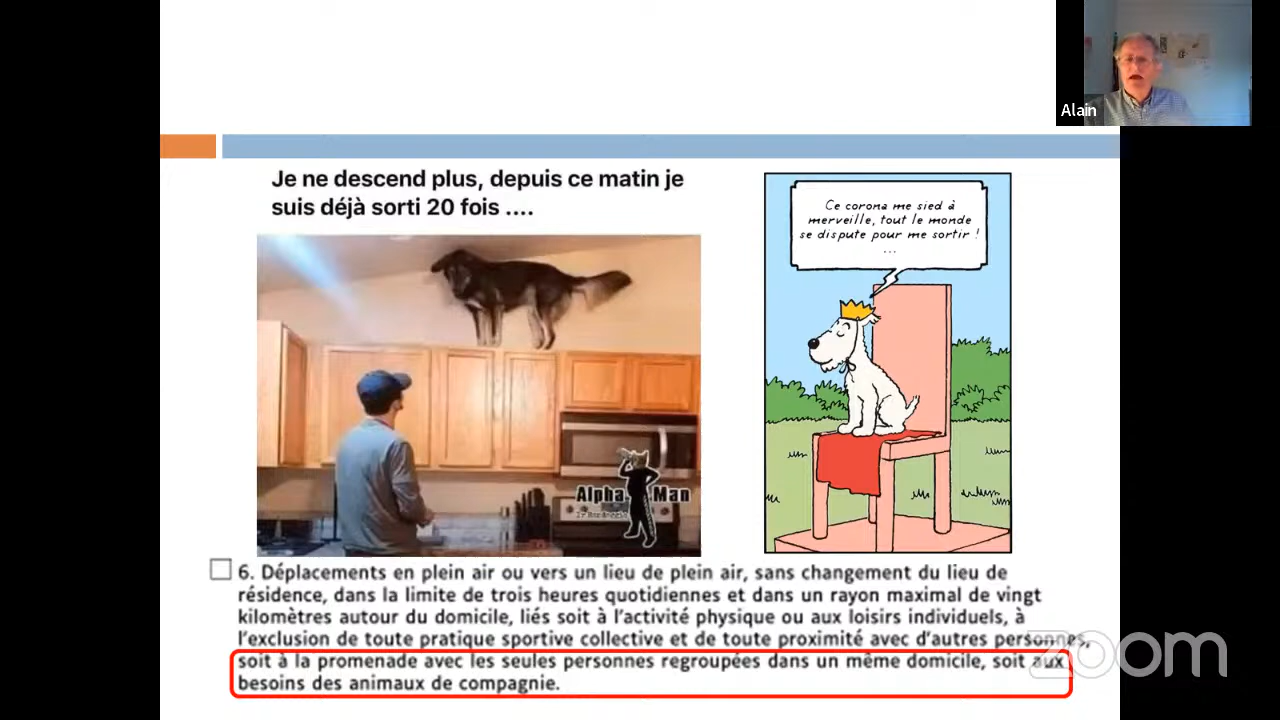 Alain
Je ne descend plus, depuis ce matin je
suis déjà sorti 20 fois ....
Ce corona me sied à
merveille, tout le monde
se dispute pour me sortir !
...
Alpha Man
6. Déplacements en plein air ou vers un lieu de plein air, sans changement du lieu de
résidence, dans la limite de trois heures quotidiennes et dans un rayon maximal de vingt
kilomètres autour du domicile, liés soit à l'activité physique ou aux loisirs individuels, à
l'exclusion de toute pratique sportive collective et de toute proximité avec d'autres personnes,
soit à la promenade avec les seules personnes regroupées dans un même domicile, soit aux
besoins des animaux de compagnie.
zoom